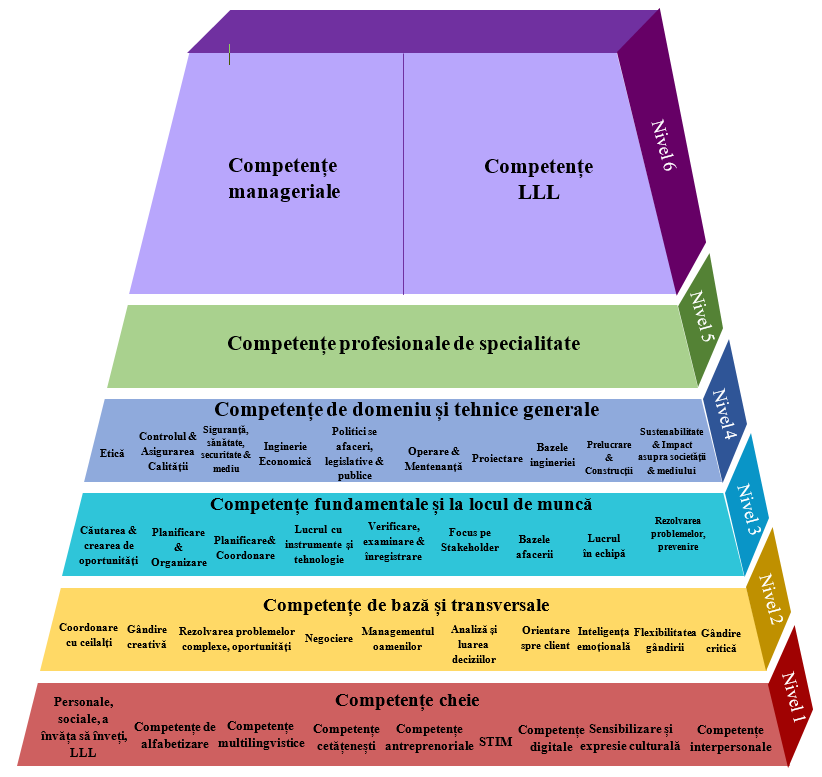 Competențe
manageriale
Competențe
LLL
Nivel 6
Competențe profesionale de specialitate
Nivel 5
Competențe de domeniu și tehnice generale
Etică
Controlul &
Asigurarea
Calității
Siguranță,
sănătate,
securitate &
mediu
Inginerie
Economică
Politici se
afaceri,
legislative &
publice
Operare &
Mentenanță
Proiectare
Bazele
ingineriei
Prelucrare
& Construcții
Sustenabilitate
& Impact
asupra societății
& mediului
Nivel 4
Competențe fundamentale și la locul de muncă
Căutarea &
crearea de
oportunități
Planificare
&
Organizare
Planificare&
Coordonare
Lucrul cu
instrumente și
tehnologie
Verificare,
examinare &
înregistrare
Focus pe
Stakeholder
Bazele
afacerii
Lucrul
în echipă
Rezolvarea
problemelor,
prevenire
Nivel 3
Competențe de bază și transversale
Coordonare
cu ceilalți
Gândire
creativă
Rezolvarea problemelor
complexe, oportunități
Negociere
Managementul
oamenilor
Analiză și
luarea
deciziilor
Orientare
spre client
Inteligența
emoțională
Flexibilitatea
gândirii
Gândire
critică
Nivel 2
Competențe cheie
Personale,
sociale, a
învăța să înveți,
LLL
Competențe de
alfabetizare
Competențe
multilingvistice
Competențe
cetățenești
Competențe
antreprenoriale
STIM
Competențe
digitale
Sensibilizare și
expresie culturală
Competențe
interpersonale
Nivel 1